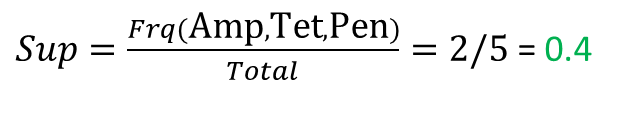 Sup = Frq(Amp,Tet,Pen) / Total = 2/5 = 0.4